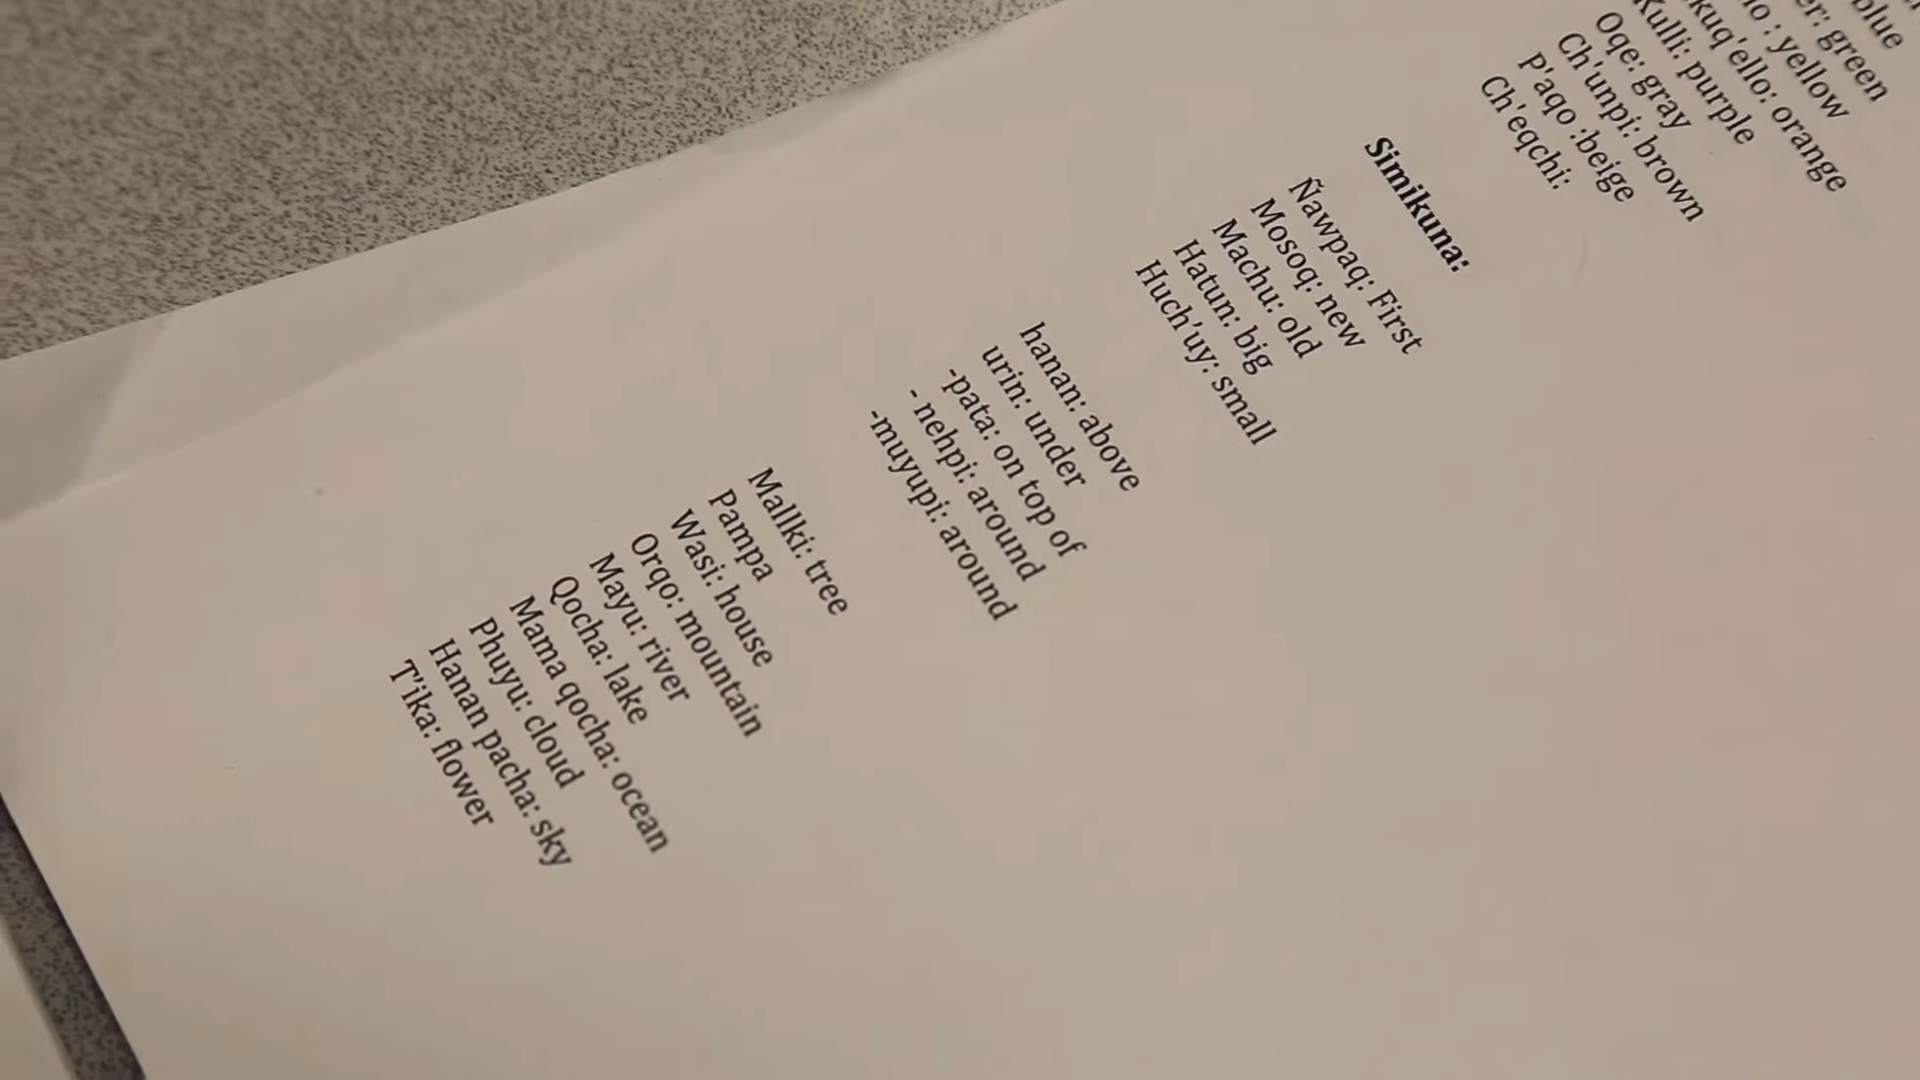 blue
green
: yellow
kuq'ello: orange
Kulli: purple
Oqe: gray
Ch'unpi: brown
P'aqo :beige
Ch'eqchi:
Simikuna:
Ñawpaq: First
Mosoq: new
Machu: old
Hatun: big
Huch'uy: small
hanan: above
urin: under
-pata: on top of
- nehpi: around
-muyupi: around
Mallki: tree
Pampa
Wasi: house
Orqo: mountain
Mayu: river
Qocha: lake
Mama qocha: ocean
Phuyu: cloud
Hanan pacha: sky
T'ika: flower